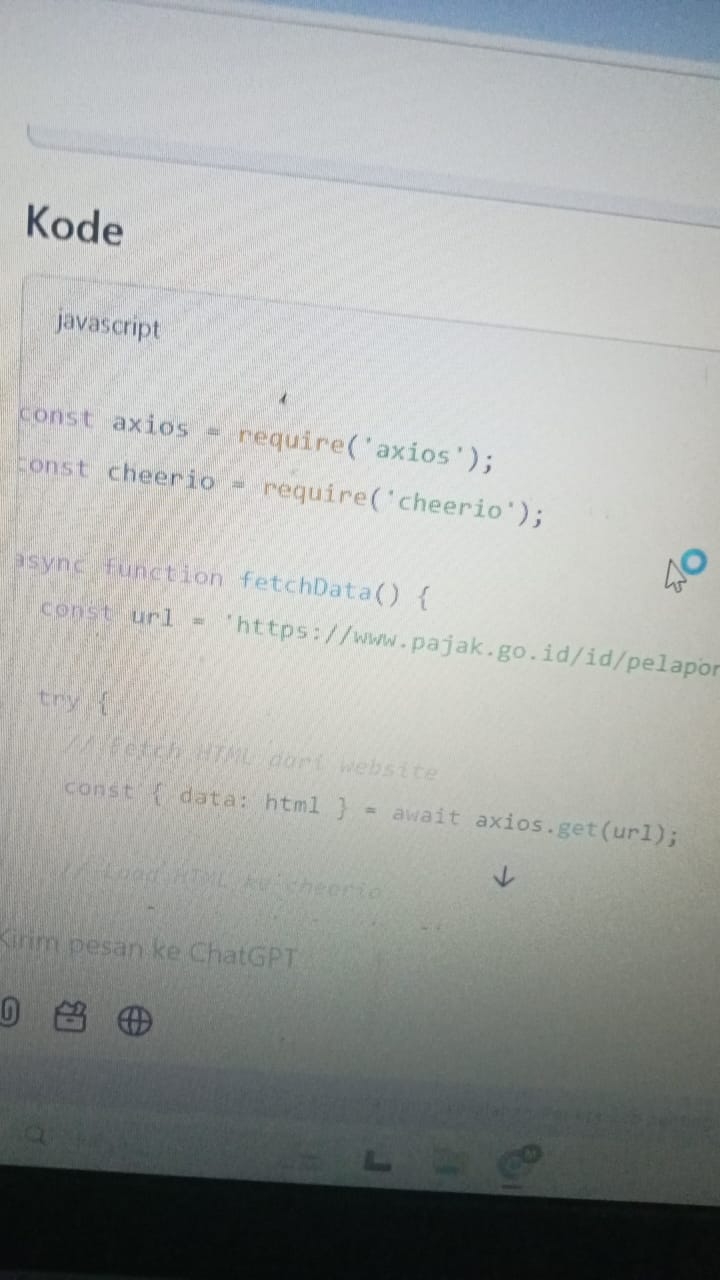 Kode
javascript
const axios = require('axios');
const cheerio = require('cheerio');
async function fetchData() {
const url = 'https://www.pajak.go.id/id/pelapor
try {
// Fetch HTML dari website
const { data: html } = await axios.get(url);
// Load HTML ke cheerio
Kirim pesan ke ChatGPT